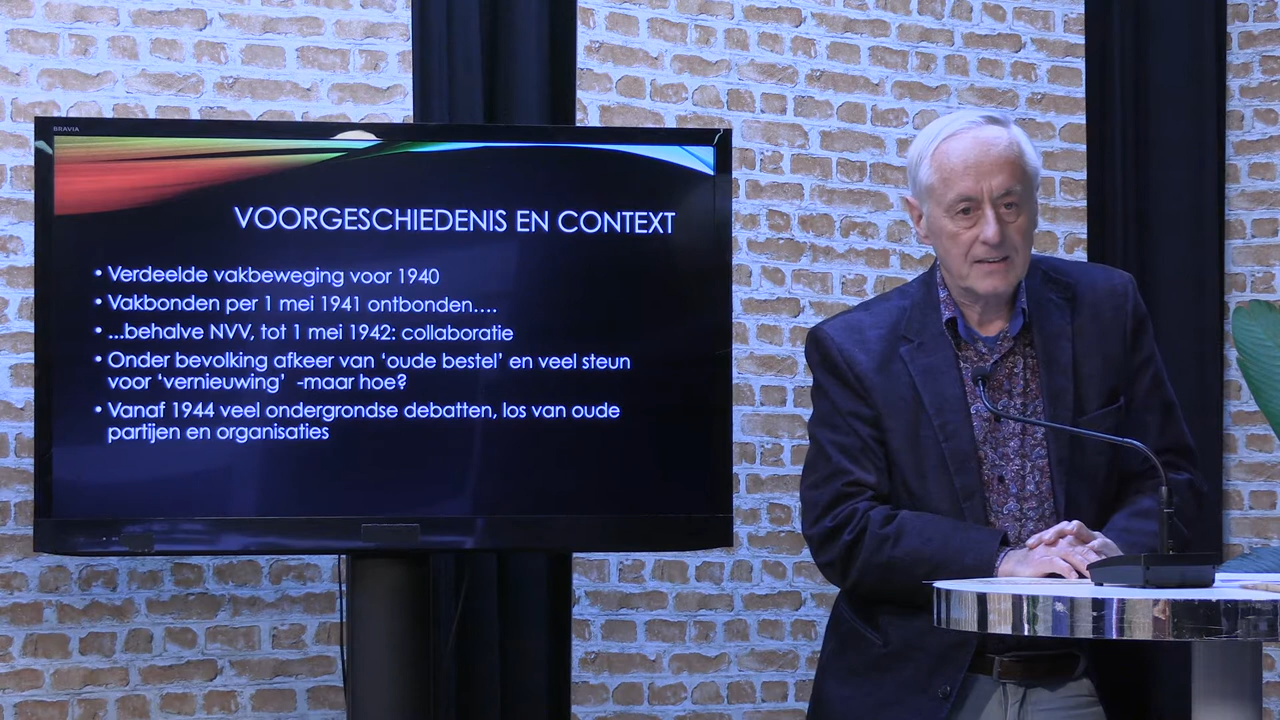 BRAVIA
VOORGESCHIEDENIS EN CONTEXT
• Verdeelde vakbeweging voor 1940
• Vakbonden per 1 mei 1941 ontbonden....
• ...behalve NVV, tot 1 mei 1942: collaboratie
• Onder bevolking afkeer van ‘oude bestel’ en veel steun
voor ‘vernieuwing’ -maar hoe?
• Vanaf 1944 veel ondergrondse debatten, los van oude
partijen en organisaties